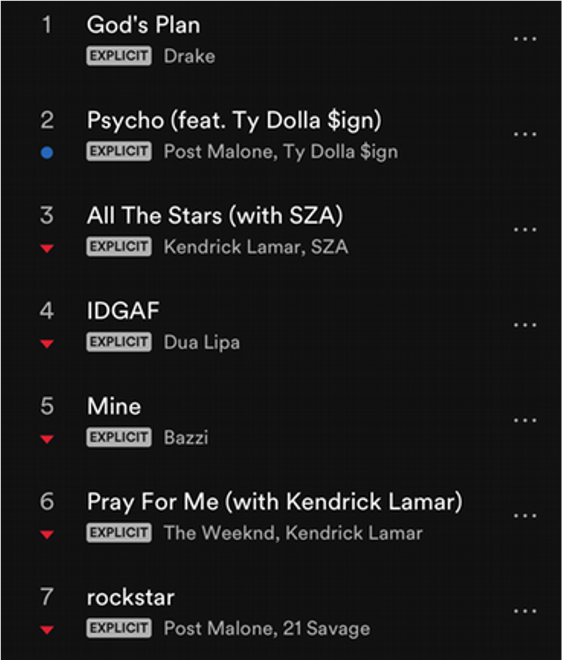 1 God's Plan
EXPLICIT Drake
2 Psycho (feat. Ty Dolla $ign)
EXPLICIT Post Malone, Ty Dolla $ign
3 All The Stars (with SZA)
EXPLICIT Kendrick Lamar, SZA
4 IDGAF
EXPLICIT Dua Lipa
5 Mine
EXPLICIT Bazzi
6 Pray For Me (with Kendrick Lamar)
EXPLICIT The Weeknd, Kendrick Lamar
7 rockstar
EXPLICIT Post Malone, 21 Savage